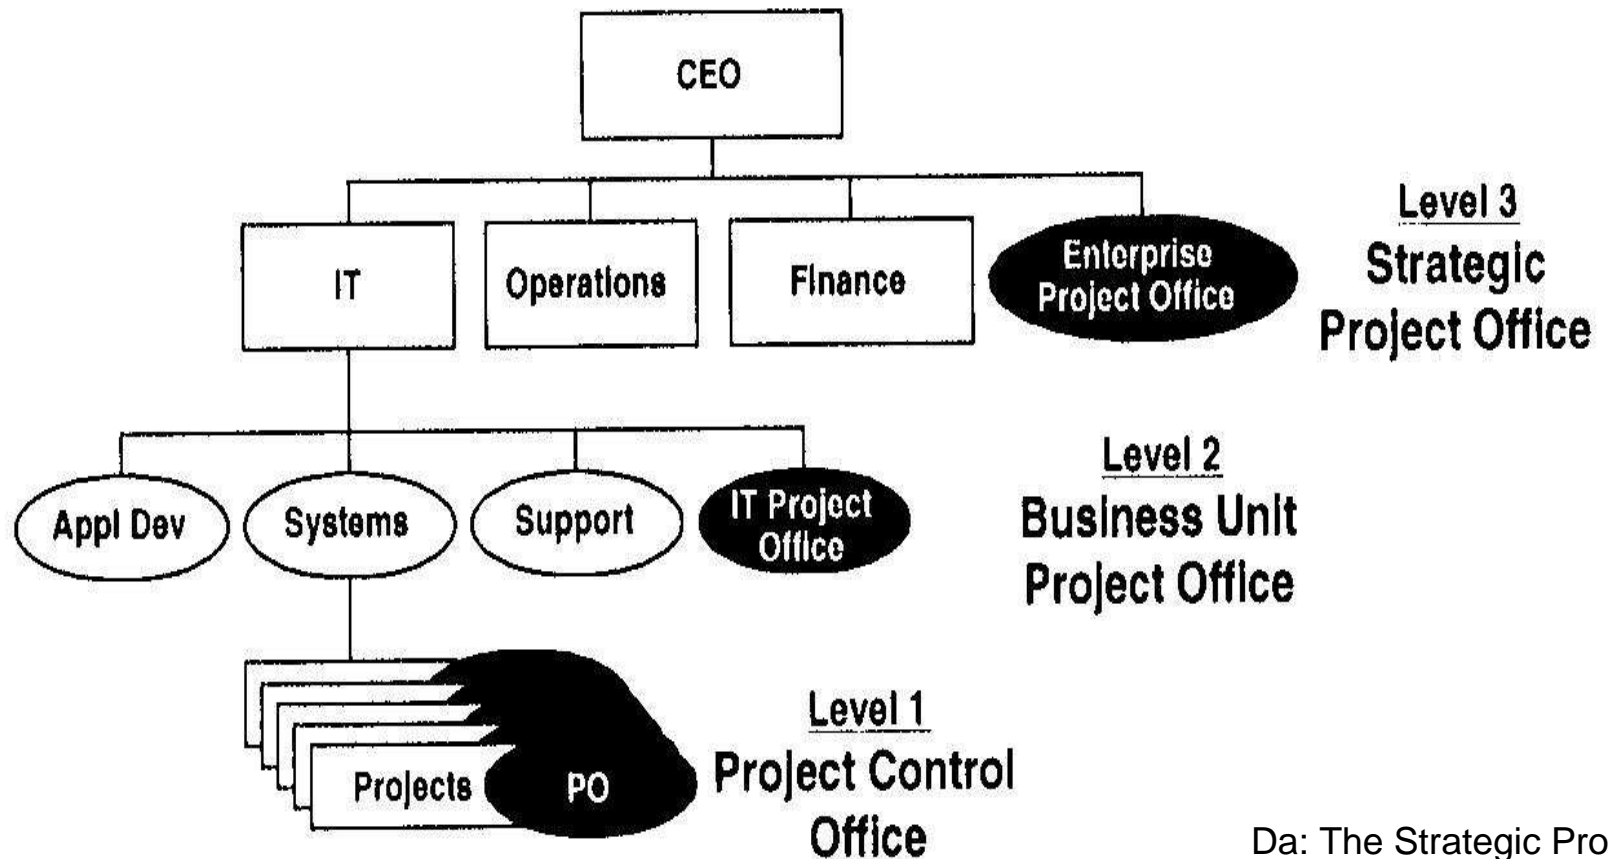 CEO
Level 3
Strategic
Project Office
IT
Operations
Finance
Enterprise
Project Office
Level 2
Business Unit
Project Office
Appl Dev
Systems
Support
IT Project
Office
Level 1
Project Control
Office
Projects
PO
Da: The Strategic Pro